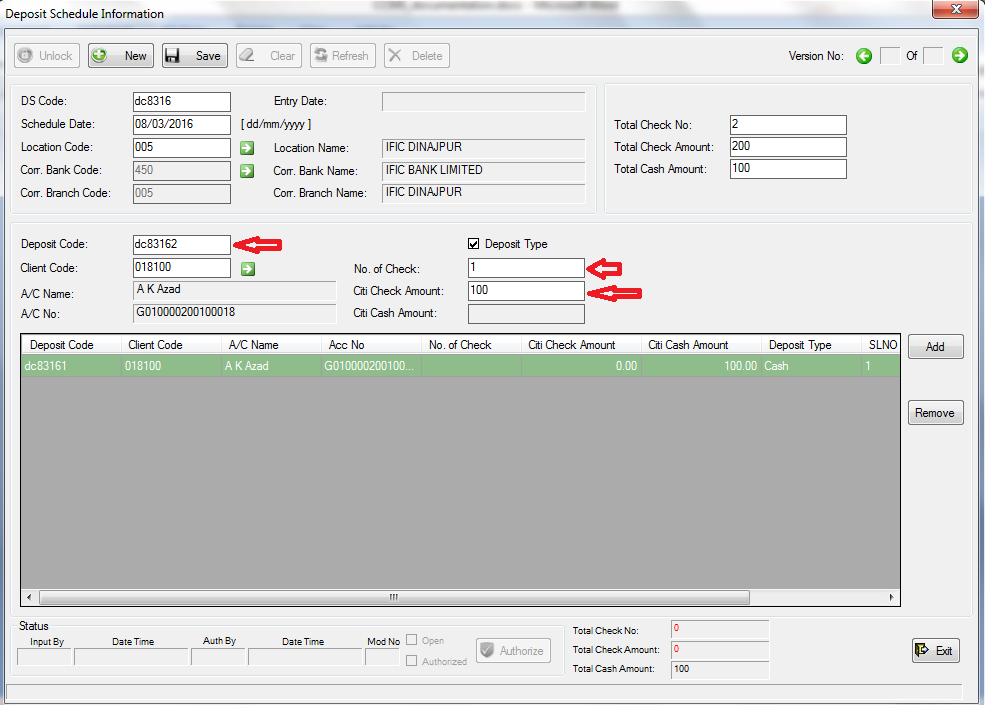 Deposit Schedule Information
Unlock New Save Clear Refresh Delete Version No: Of
DS Code: dc8316 Entry Date:
Schedule Date: 08/03/2016 [ dd/mm/yyyy ] Total Check No: 2
Location Code: 005 Location Name: IFIC DINAJPUR Total Check Amount: 200
Corr. Bank Code: 450 Corr. Bank Name: IFIC BANK LIMITED Total Cash Amount: 100
Corr. Branch Code: 005 Corr. Branch Name: IFIC DINAJPUR
Deposit Code: dc83162 Deposit Type
Client Code: 018100 No. of Check: 1
A/C Name: A K Azad Citi Check Amount: 100
A/C No: G010000200100018 Citi Cash Amount:
Deposit Code Client Code A/C Name Acc No No. of Check Citi Check Amount Citi Cash Amount Deposit Type SLNO Add
dc83161 018100 A K Azad G010000200100... 0.00 100.00 Cash 1
Remove
Status
Input By Date Time Auth By Date Time Mod No Open Total Check No: 0
Authorized Authorize Total Check Amount: 0 Exit
Total Cash Amount: 100